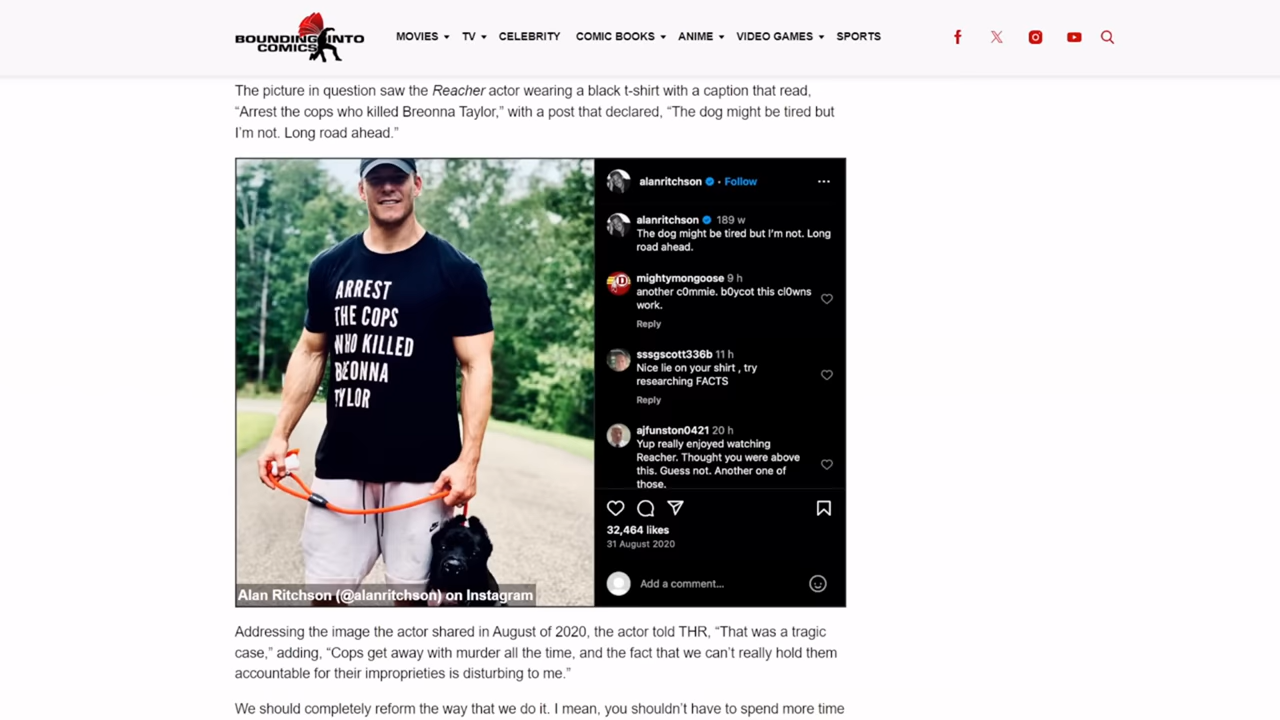 BOUNDING INTO
COMICS
MOVIES TV CELEBRITY COMIC BOOKS ANIME VIDEO GAMES SPORTS
The picture in question saw the Reacher actor wearing a black t-shirt with a caption that read,
“Arrest the cops who killed Breonna Taylor,” with a post that declared, “The dog might be tired but
I’m not. Long road ahead.”
ARREST
THE COPS
WHO KILLED
BREONNA
TYLOR
Alan Ritchson (@alanritchson) on Instagram
alanritchson • Follow
alanritchson 189 w
The dog might be tired but I’m not. Long
road ahead.
mightymongoose 9 h
another c0mmie. b0ycot this cl0wns
work.
Reply
sssgscott336b 11 h
Nice lie on your shirt , try
researching FACTS
Reply
ajfunston0421 20 h
Yup really enjoyed watching
Reacher. Thought you were above
this. Guess not. Another one of
those.
32,464 likes
31 August 2020
Add a comment...
Addressing the image the actor shared in August of 2020, the actor told THR, “That was a tragic
case,” adding, “Cops get away with murder all the time, and the fact that we can’t really hold them
accountable for their improprieties is disturbing to me.”
We should completely reform the way that we do it. I mean, you shouldn’t have to spend more time